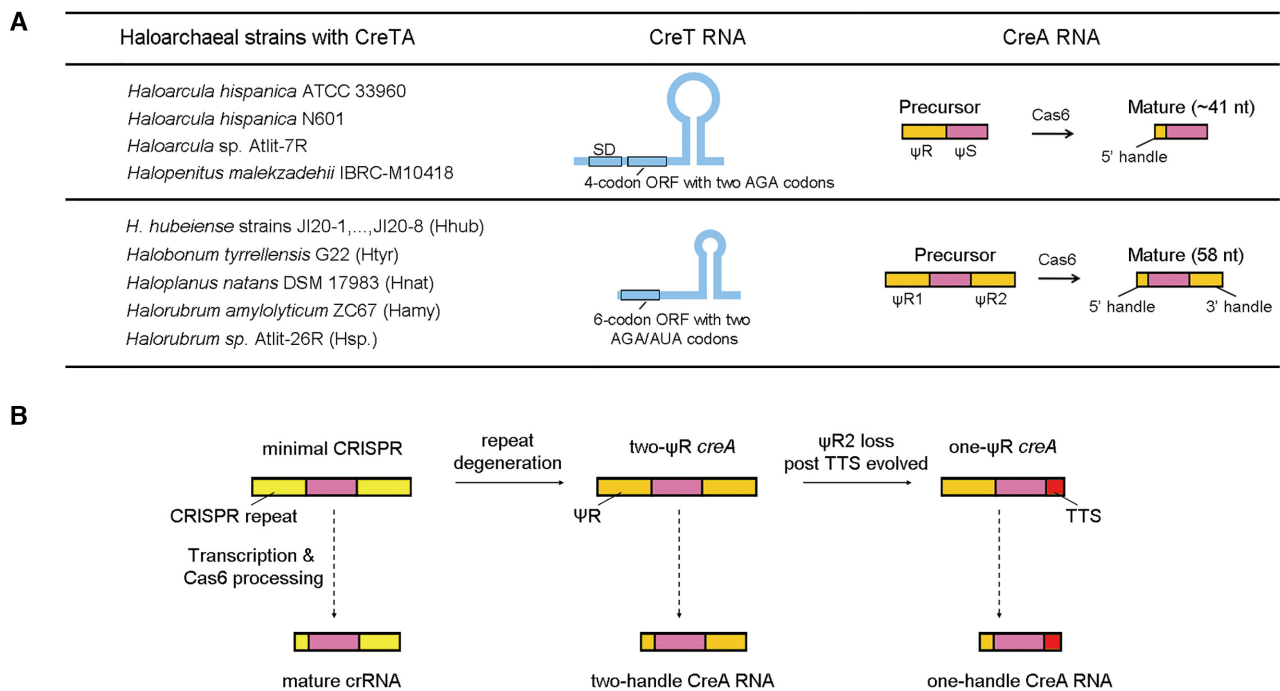 A
Haloarchaeal strains with CreTA
CreT RNA
CreA RNA
Haloarcula hispanica ATCC 33960
Haloarcula hispanica N601
Haloarcula sp. Atlit-7R
Halopenitus malekzadehii IBRC-M10418
SD
4-codon ORF with two AGA codons
Precursor
ψR
ψS
Cas6
Mature (~41 nt)
5' handle
H. hubeiense strains JI20-1,...,JI20-8 (Hhub)
Halobonum tyrrellensis G22 (Htyr)
Haloplanus natans DSM 17983 (Hnat)
Halorubrum amylolyticum ZC67 (Hamy)
Halorubrum sp. Atlit-26R (Hsp.)
6-codon ORF with two
AGA/AUA codons
Precursor
ψR1
ψR2
Cas6
Mature (58 nt)
5' handle
3' handle
B
minimal CRISPR
repeat
degeneration
two-ψR creA
ψR2 loss
post TTS evolved
one-ψR creA
CRISPR repeat
ΨR
TTS
Transcription &
Cas6 processing
mature crRNA
two-handle CreA RNA
one-handle CreA RNA